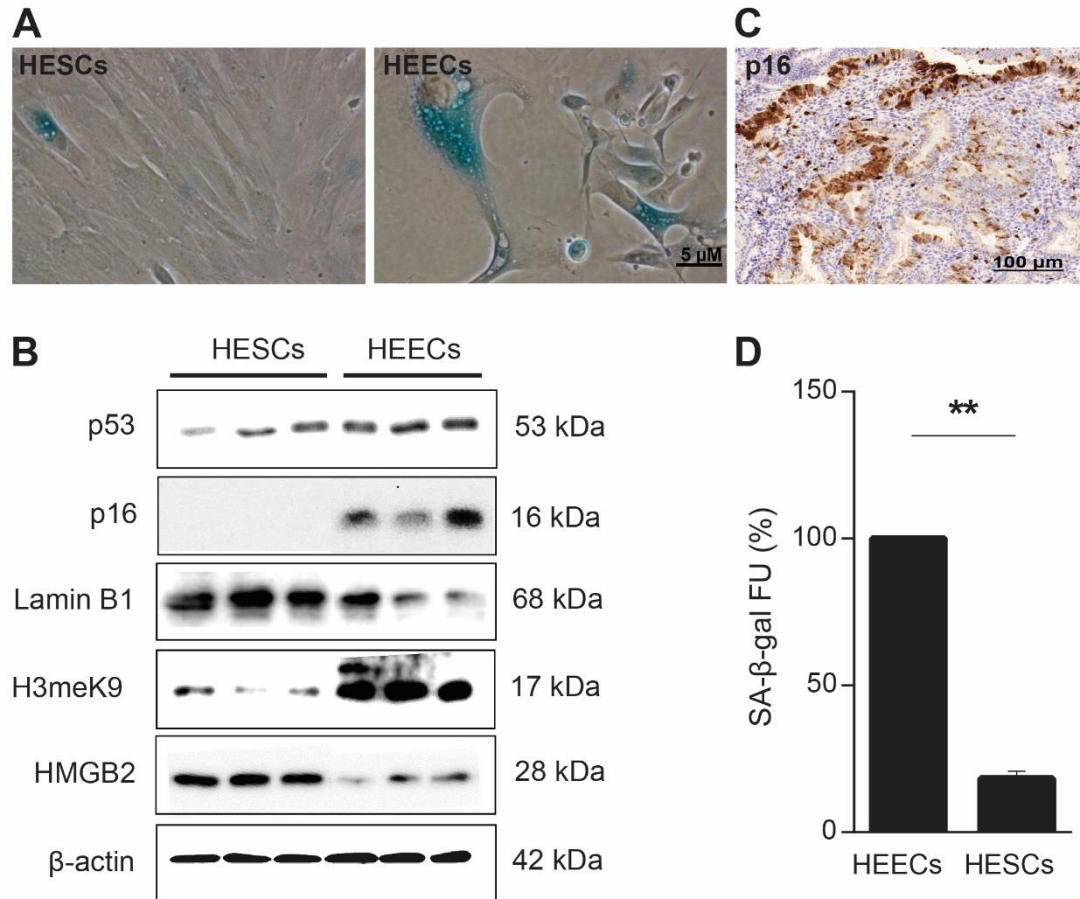 A
HESCs
HEECs
5 µM
C
p16
100 µm
B
HESCs HEECs
p53 53 kDa
p16 16 kDa
Lamin B1 68 kDa
H3meK9 17 kDa
HMGB2 28 kDa
β-actin 42 kDa
D
150
**
100
50
0
SA-β-gal FU (%)
HEECs HESCs